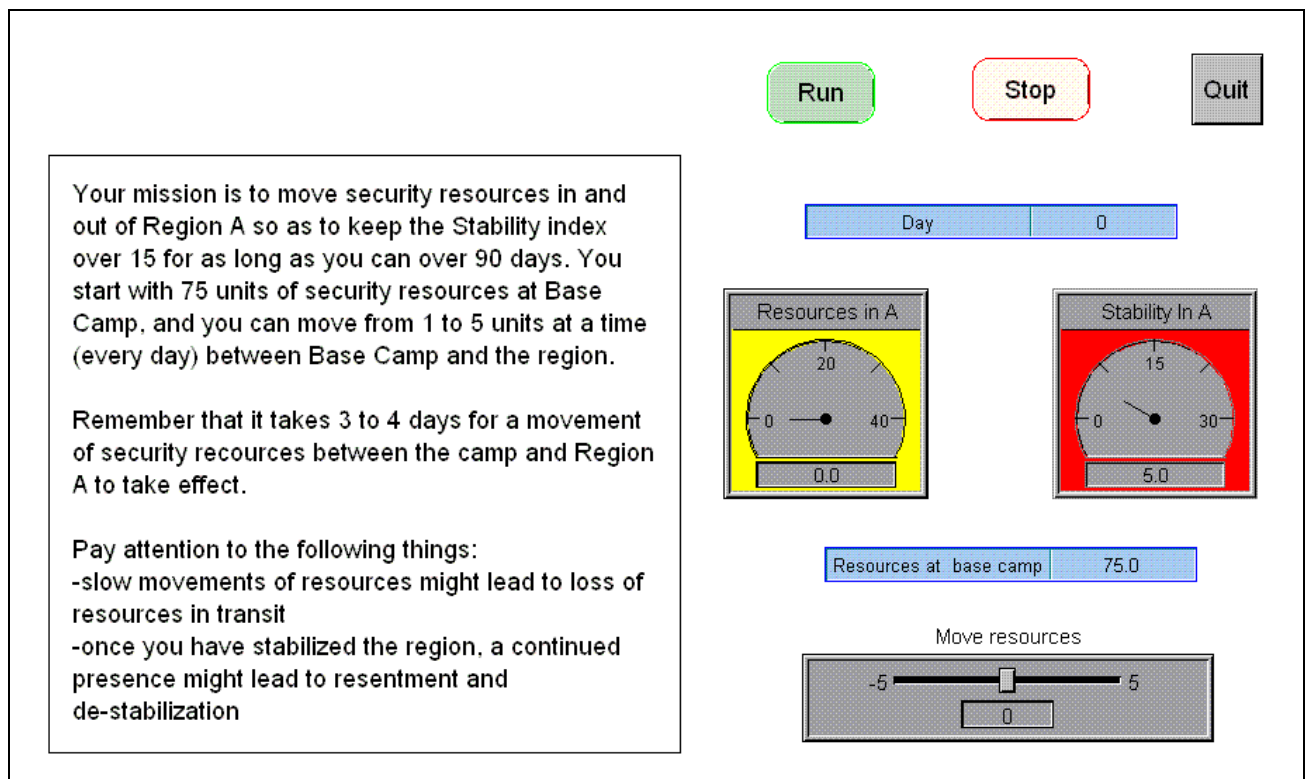 Run
Stop
Quit
Your mission is to move security resources in and
out of Region A so as to keep the Stability index
over 15 for as long as you can over 90 days. You
start with 75 units of security resources at Base
Camp, and you can move from 1 to 5 units at a time
(every day) between Base Camp and the region.
Remember that it takes 3 to 4 days for a movement
of security recources between the camp and Region
A to take effect.
Pay attention to the following things:
-slow movements of resources might lead to loss of
resources in transit
-once you have stabilized the region, a continued
presence might lead to resentment and
de-stabilization
Day 0
Resources in A
20
0 40
0.0
Stability In A
15
0 30
5.0
Resources at base camp 75.0
Move resources
-5 5
0